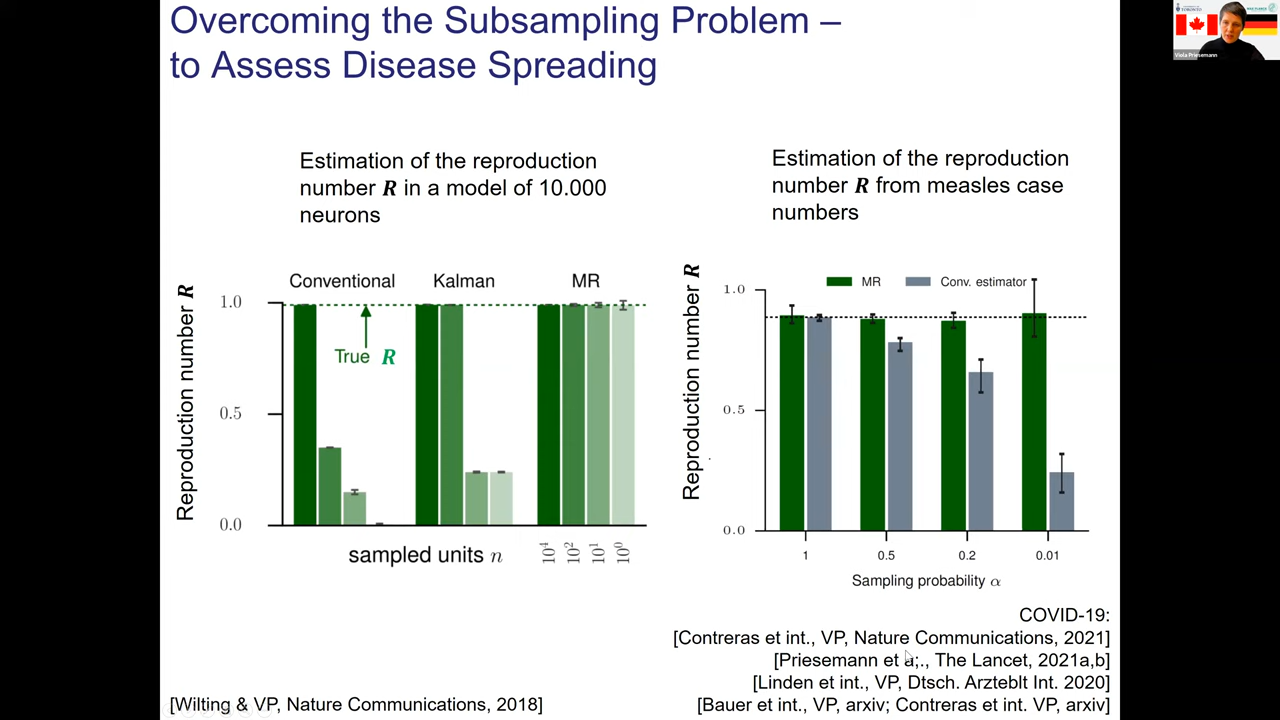 Overcoming the Subsampling Problem –
to Assess Disease Spreading
Viola Priesemann
Estimation of the reproduction
number R in a model of 10.000
neurons
Reproduction number R
Conventional
Kalman
MR
1.0
0.5
0.0
True R
sampled units n
10⁴
10²
10¹
10⁰
Estimation of the reproduction
number R from measles case
numbers
Reproduction number R
MR
Conv. estimator
1.0
0.5
0.0
1
0.5
0.2
0.01
Sampling probability α
COVID-19:
[Contreras et int., VP, Nature Communications, 2021]
[Priesemann et a;., The Lancet, 2021a,b]
[Linden et int., VP, Dtsch. Arzteblt Int. 2020]
[Bauer et int., VP, arxiv; Contreras et int. VP, arxiv]
[Wilting & VP, Nature Communications, 2018]